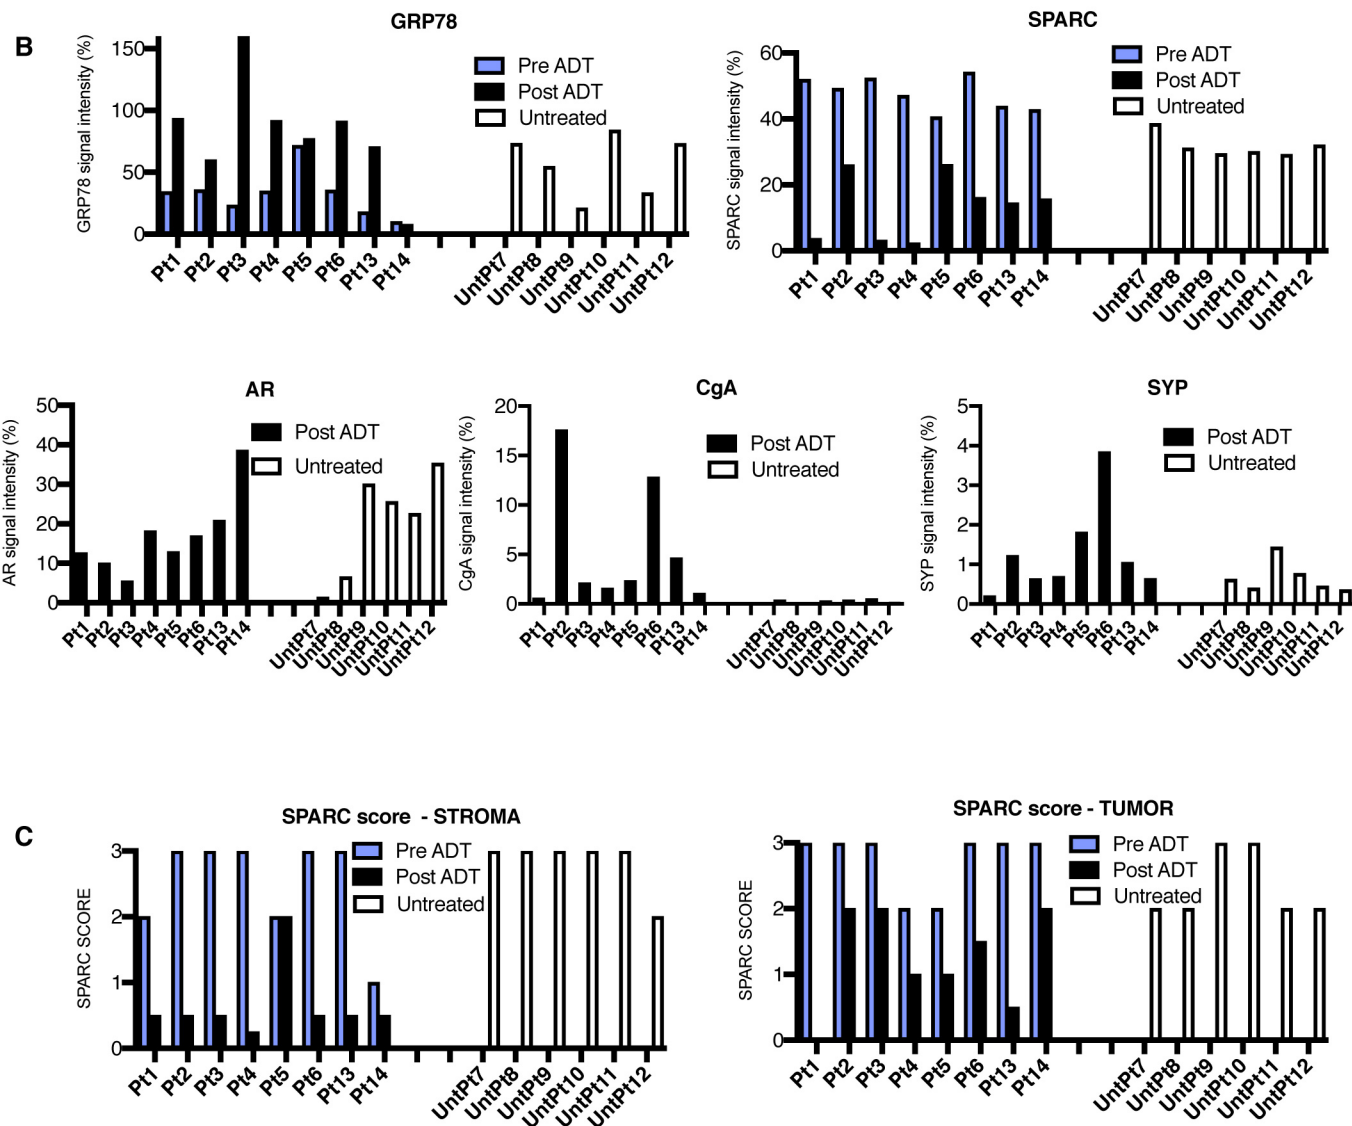 B
GRP78
GRP78 signal intensity (%)
150
100
50
0
Pre ADT
Post ADT
Untreated
Pt1 Pt2 Pt3 Pt4 Pt5 Pt6 Pt13 Pt14 UntPt7 UntPt8 UntPt9 UntPt10 UntPt11 UntPt12
SPARC
SPARC signal intensity (%)
60
40
20
0
Pre ADT
Post ADT
Untreated
Pt1 Pt2 Pt3 Pt4 Pt5 Pt6 Pt13 Pt14 UntPt7 UntPt8 UntPt9 UntPt10 UntPt11 UntPt12
AR
AR signal intensity (%)
50
40
30
20
10
0
Post ADT
Untreated
Pt1 Pt2 Pt3 Pt4 Pt5 Pt6 Pt13 Pt14 UntPt7 UntPt8 UntPt9 UntPt10 UntPt11 UntPt12
CgA
CgA signal intensity (%)
20
15
10
5
0
Post ADT
Untreated
Pt1 Pt2 Pt3 Pt4 Pt5 Pt6 Pt13 Pt14 UntPt7 UntPt8 UntPt9 UntPt10 UntPt11 UntPt12
SYP
SYP signal intensity (%)
5
4
3
2
1
0
Post ADT
Untreated
Pt1 Pt2 Pt3 Pt4 Pt5 Pt6 Pt13 Pt14 UntPt7 UntPt8 UntPt9 UntPt10 UntPt11 UntPt12
C
SPARC score - STROMA
SPARC SCORE
3
2
1
0
Pre ADT
Post ADT
Untreated
Pt1 Pt2 Pt3 Pt4 Pt5 Pt6 Pt13 Pt14 UntPt7 UntPt8 UntPt9 UntPt10 UntPt11 UntPt12
SPARC score - TUMOR
SPARC SCORE
3
2
1
0
Pre ADT
Post ADT
Untreated
Pt1 Pt2 Pt3 Pt4 Pt5 Pt6 Pt13 Pt14 UntPt7 UntPt8 UntPt9 UntPt10 UntPt11 UntPt12